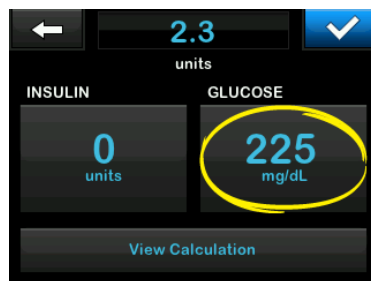 2.3
units
INSULIN GLUCOSE
0 225
units mg/dL
View Calculation